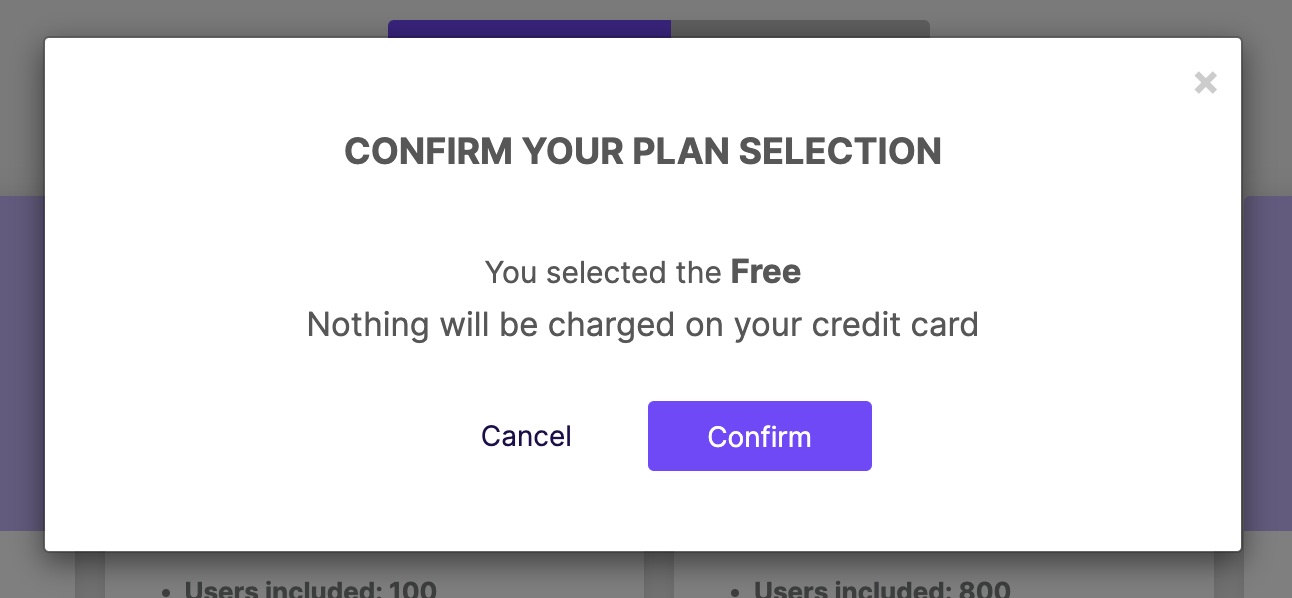 ×
CONFIRM YOUR PLAN SELECTION
You selected the Free
Nothing will be charged on your credit card
Cancel
Confirm
• Users included: 100
• Users included: 800